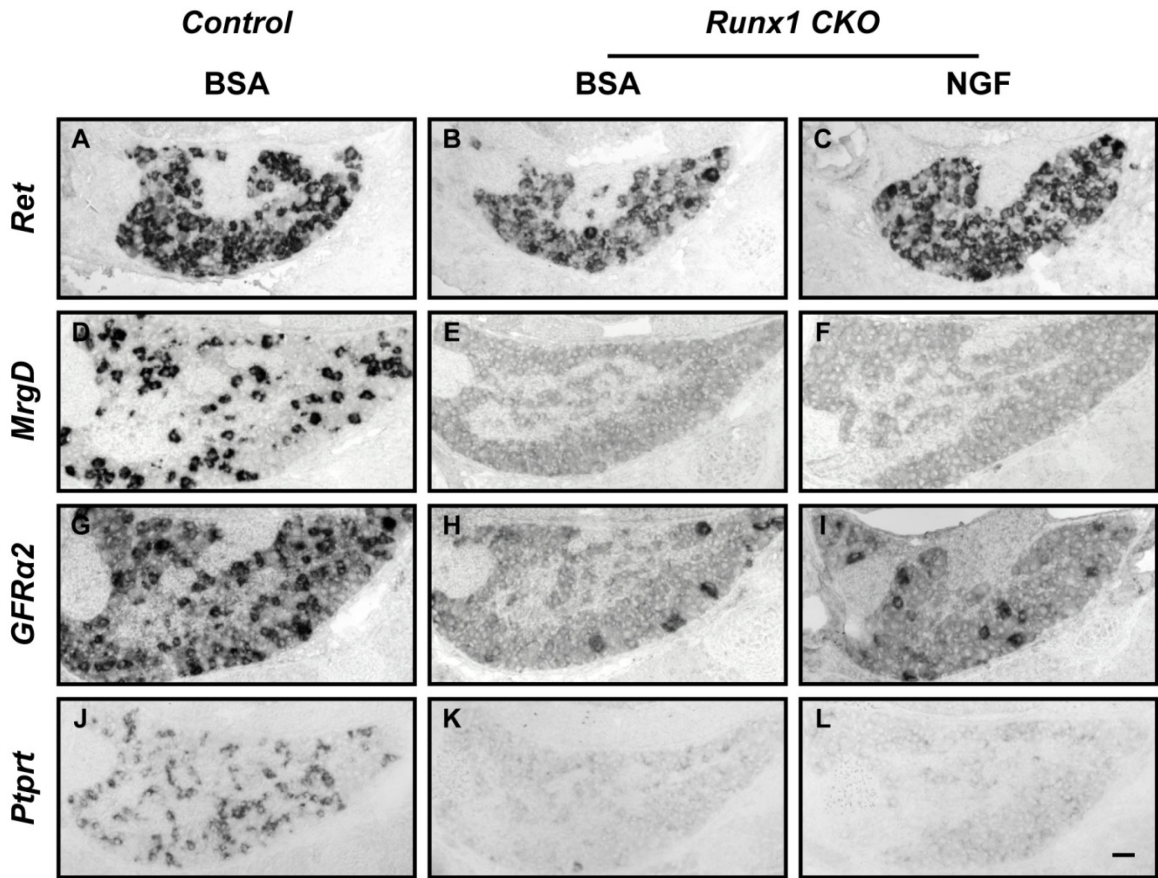 Control Runx1 CKO
BSA BSA NGF
Ret
A B C
MrgD
D E F
GFRα2
G H I
Ptprt
J K L